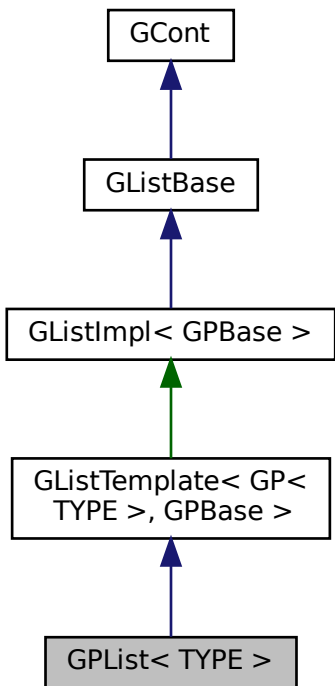 GCont
GListBase
GListImpl< GPBase >
GListTemplate< GP<
TYPE >, GPBase >
GPList< TYPE >